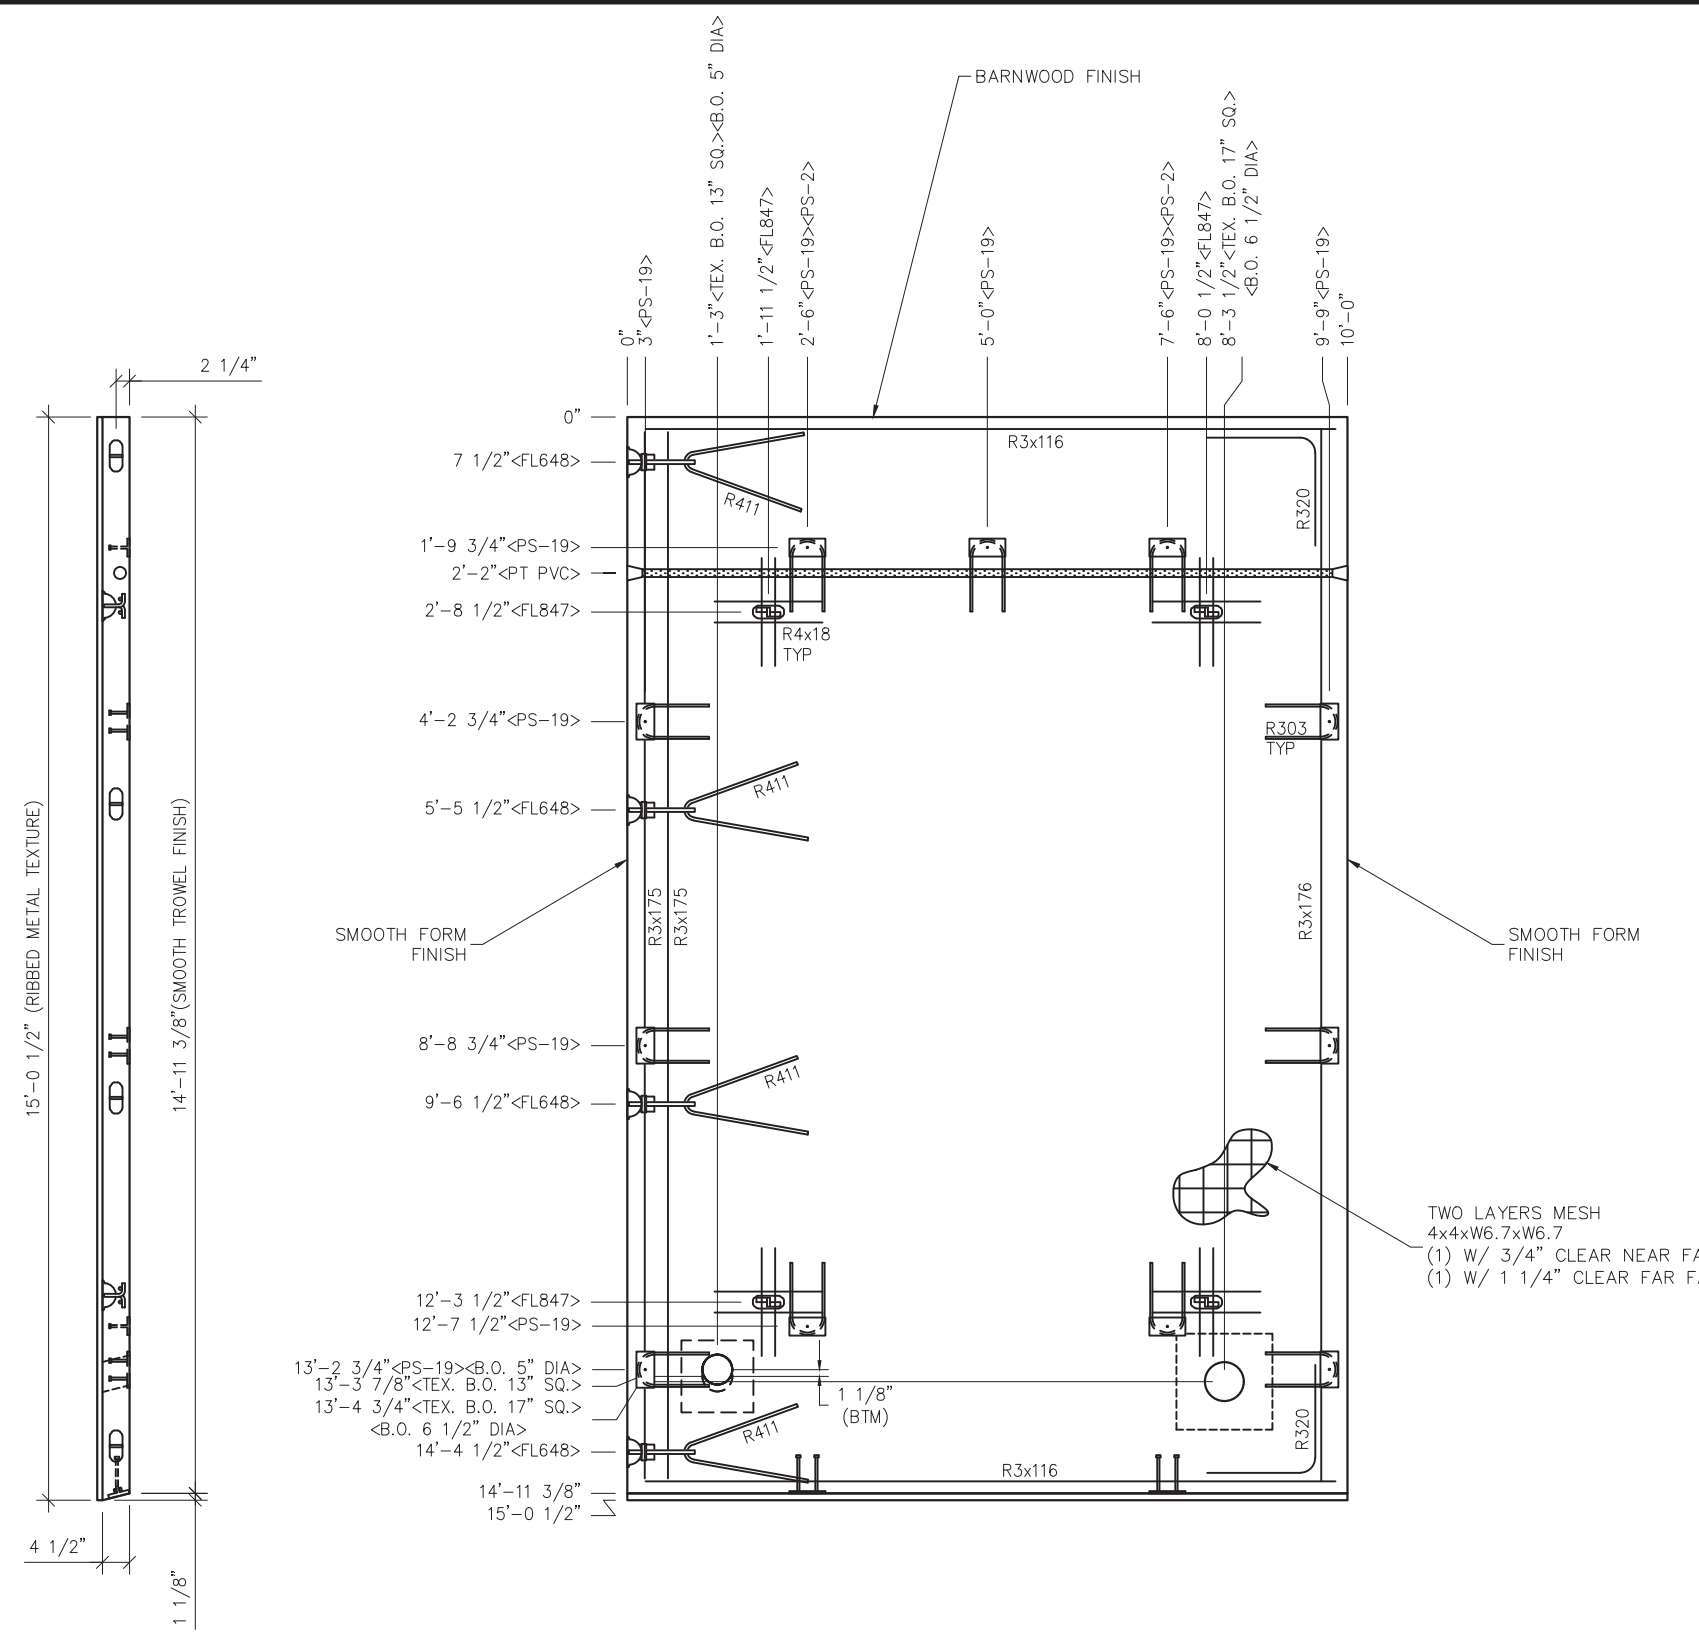 BARNWOOD FINISH
0"
3"<PS-19>
1'-3"<TEX. B.O. 13" SQ.><B.O. 5" DIA>
1'-11 1/2"<FL847>
2'-6"<PS-19><PS-2>
5'-0"<PS-19>
7'-6"<PS-19><PS-2>
8'-0 1/2"<FL847>
8'-3 1/2"<TEX. B.O. 17" SQ.>
<B.O. 6 1/2" DIA>
9'-9"<PS-19>
10'-0"
2 1/4"
15'-0 1/2" (RIBBED METAL TEXTURE)
14'-11 3/8"(SMOOTH TROWEL FINISH)
4 1/2"
1 1/8"
0"
7 1/2"<FL648>
1'-9 3/4"<PS-19>
2'-2"<PT PVC>
2'-8 1/2"<FL847>
4'-2 3/4"<PS-19>
5'-5 1/2"<FL648>
SMOOTH FORM
FINISH
8'-8 3/4"<PS-19>
9'-6 1/2"<FL648>
12'-3 1/2"<FL847>
12'-7 1/2"<PS-19>
13'-2 3/4"<PS-19><B.O. 5" DIA>
13'-3 7/8"<TEX. B.O. 13" SQ.>
13'-4 3/4"<TEX. B.O. 17" SQ.>
<B.O. 6 1/2" DIA>
14'-4 1/2"<FL648>
14'-11 3/8"
15'-0 1/2"
R3x116
R411
R320
R4x18
TYP
R303
TYP
R411
R3x175
R3x175
R3x176
R411
1 1/8"
(BTM)
R411
R320
R3x116
SMOOTH FORM
FINISH
TWO LAYERS MESH
4x4xW6.7xW6.7
(1) W/ 3/4" CLEAR NEAR
(1) W/ 1 1/4" CLEAR FAR